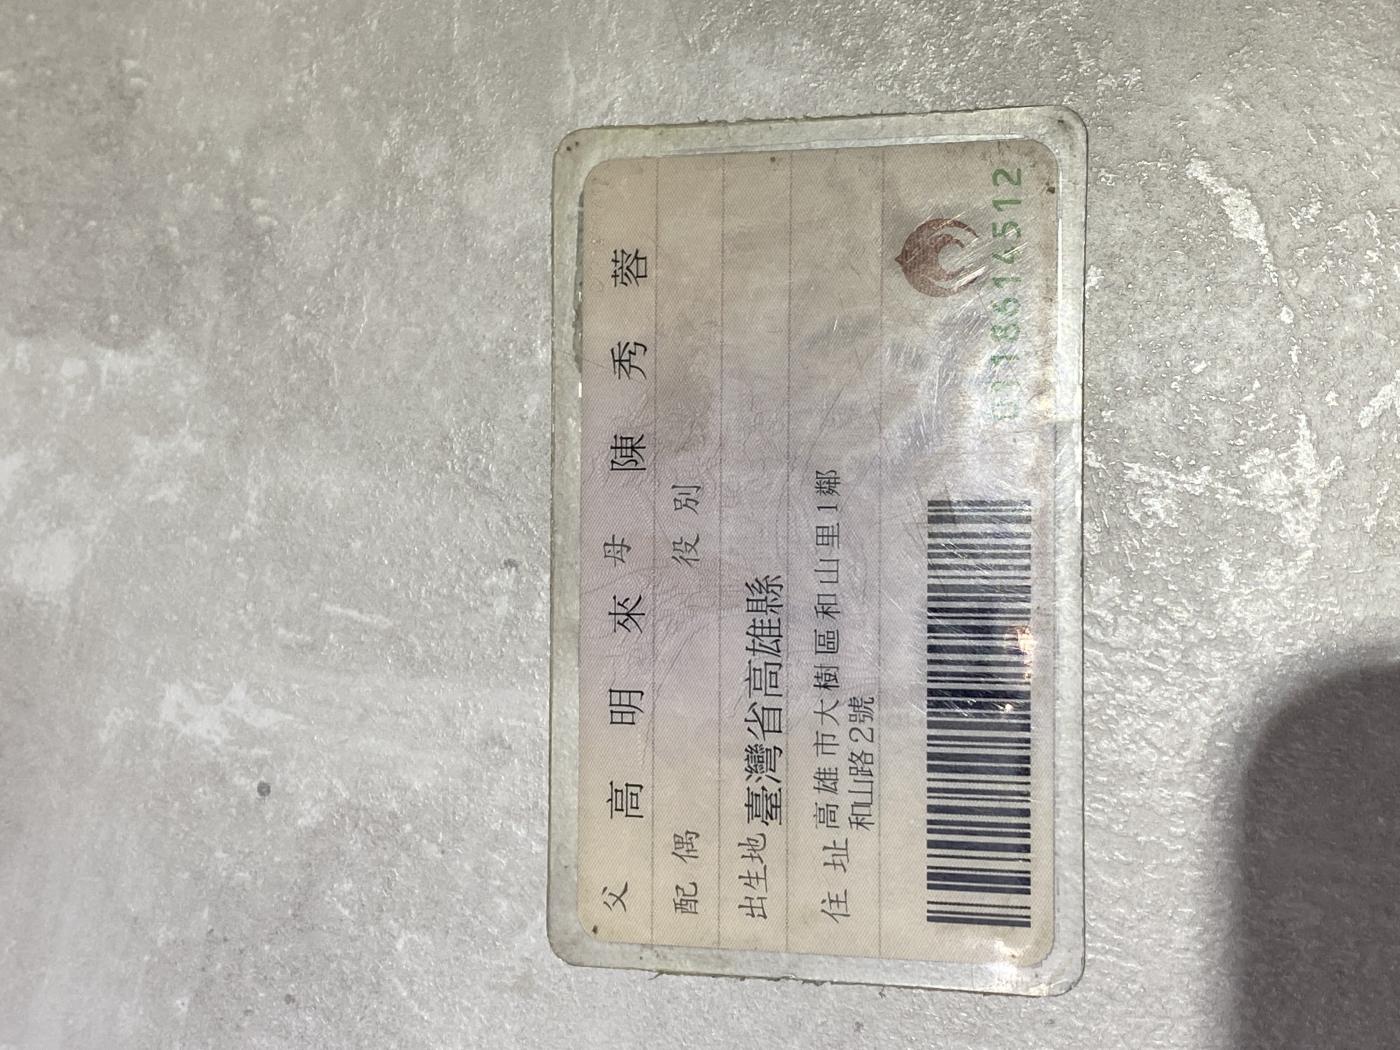 父 高明來 母 陳秀蓉
配偶 役別
出生地 臺灣省高雄縣
住址 高雄市大樹區和山里1鄰
和山路2號